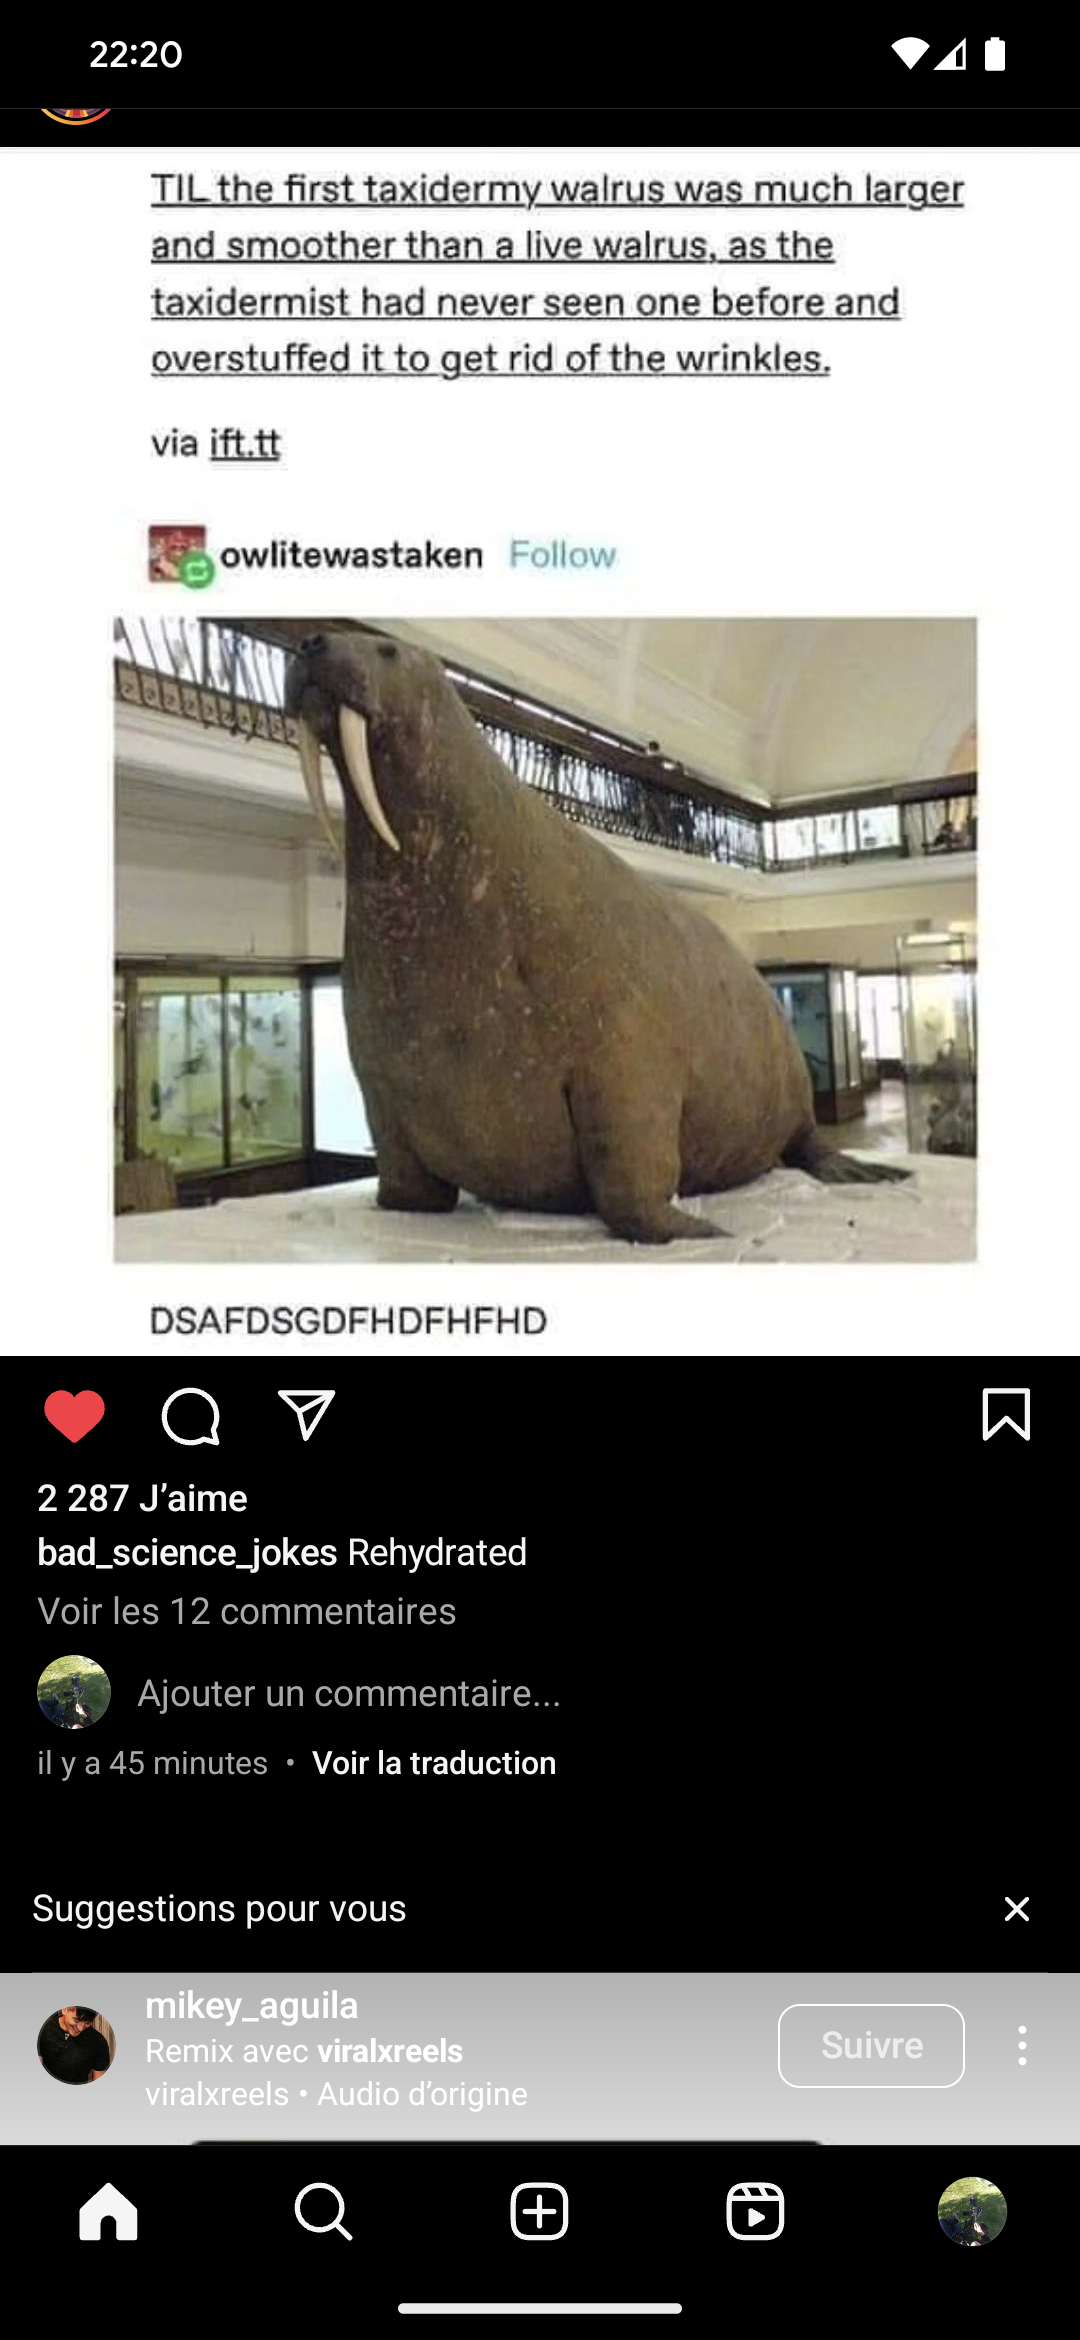 22:20
TIL the first taxidermy walrus was much larger
and smoother than a live walrus, as the
taxidermist had never seen one before and
overstuffed it to get rid of the wrinkles.
via ift.tt
owlitewastaken Follow
DSAFDSGDFHDFHFHD
2 287 J’aime
bad_science_jokes Rehydrated
Voir les 12 commentaires
Ajouter un commentaire...
il y a 45 minutes • Voir la traduction
Suggestions pour vous
mikey_aguila
Remix avec viralxreels
viralxreels • Audio d’origine
Suivre